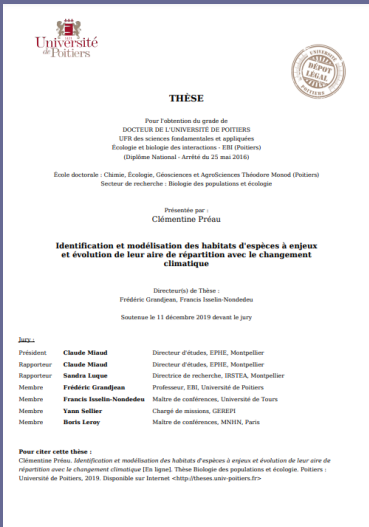 Université
de Poitiers
UNIVERSITÉ
DÉPÔT
LÉGAL
POITIERS
THÈSE
Pour l'obtention du grade de
DOCTEUR DE L'UNIVERSITÉ DE POITIERS
UFR des sciences fondamentales et appliquées
Écologie et biologie des interactions - EBI (Poitiers)
(Diplôme National - Arrêté du 25 mai 2016)
École doctorale : Chimie, Écologie, Géosciences et AgroSciences Théodore Monod (Poitiers)
Secteur de recherche : Biologie des populations et écologie
Présentée par :
Clémentine Préau
Identification et modélisation des habitats d'espèces à enjeux
et évolution de leur aire de répartition avec le changement
climatique
Directeur(s) de Thèse :
Frédéric Grandjean, Francis Isselin-Nondedeu
Soutenue le 11 décembre 2019 devant le jury
Jury :
Président Claude Miaud Directeur d'études, EPHE, Montpellier
Rapporteur Claude Miaud Directeur d'études, EPHE, Montpellier
Rapporteur Sandra Luque Directrice de recherche, IRSTEA, Montpellier
Membre Frédéric Grandjean Professeur, EBI, Université de Poitiers
Membre Francis Isselin-Nondedeu Maître de conférences, Université de Tours
Membre Yann Sellier Chargé de missions, GEREPI
Membre Boris Leroy Maître de conférences, MNHN, Paris
Pour citer cette thèse :
Clémentine Préau. Identification et modélisation des habitats d'espèces à enjeux et évolution de leur aire de
répartition avec le changement climatique [En ligne]. Thèse Biologie des populations et écologie. Poitiers :
Université de Poitiers, 2019. Disponible sur Internet <http://theses.univ-poitiers.fr>